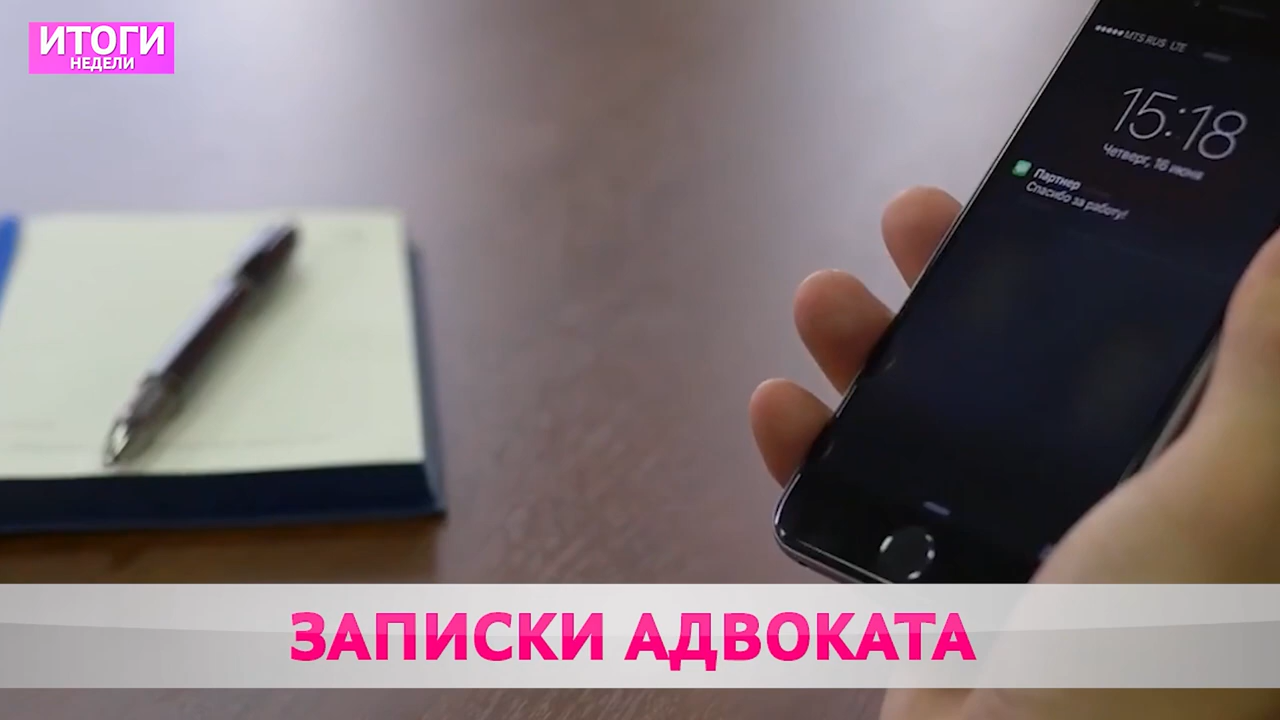 ИТОГИ
НЕДЕЛИ
MTS RUS LTE
15:18
Четверг, 16 июня
Партнер
Спасибо за работу!
ЗАПИСКИ АДВОКАТА